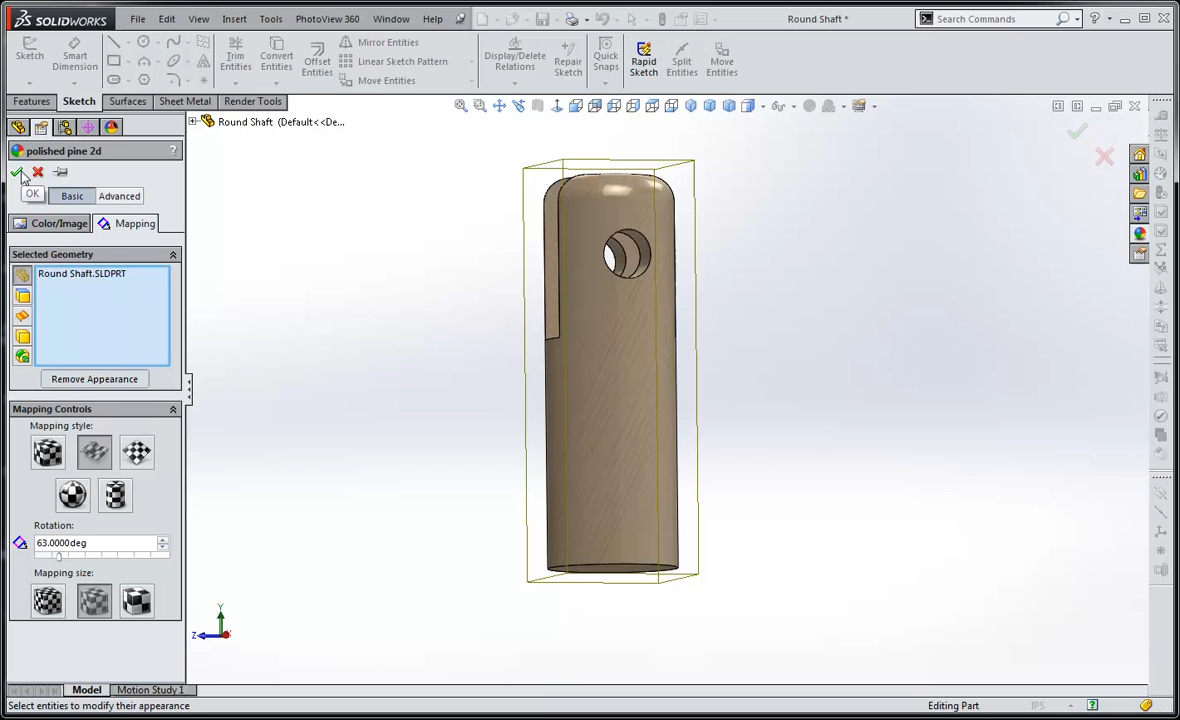 SOLIDWORKS File Edit View Insert Tools PhotoView 360 Window Help Round Shaft * Search Commands
Sketch Smart Dimension Trim Entities Convert Entities Offset Entities Mirror Entities Linear Sketch Pattern Move Entities Display/Delete Relations Repair Sketch Quick Snaps Rapid Sketch Split Entities Move Entities
Features Sketch Surfaces Sheet Metal Render Tools
Round Shaft (Default<<De...
polished pine 2d ?
OK
Basic Advanced
Color/Image Mapping
Selected Geometry
Round Shaft.SLDPRT
Remove Appearance
Mapping Controls
Mapping style:
Rotation:
63.0000deg
Mapping size:
Y
Z
Model Motion Study 1
Select entities to modify their appearance Editing Part IPS ?